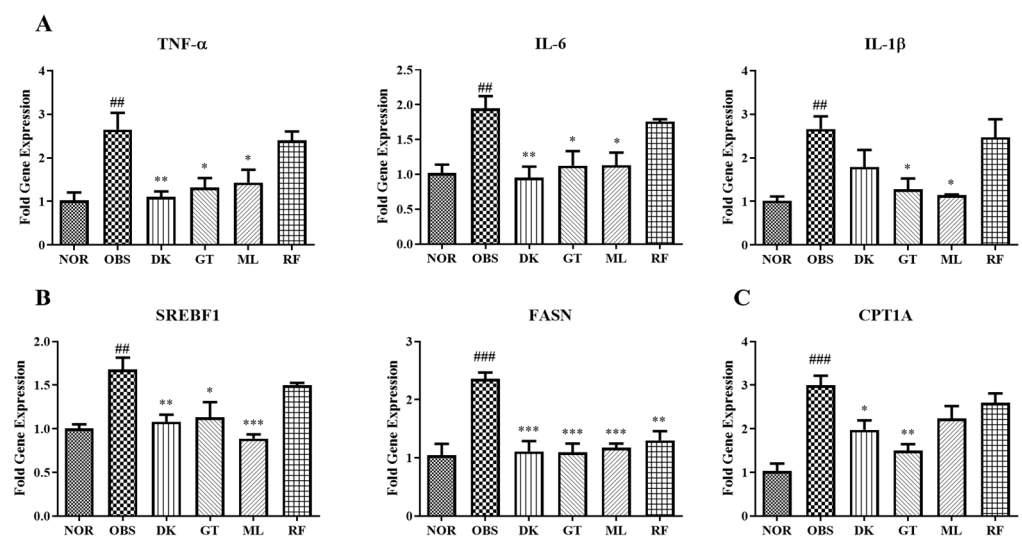 A
TNF-α
Fold Gene Expression
4
3
2
1
0
##
**
*
*
NOR OBS DK GT ML RF
IL-6
Fold Gene Expression
2.5
2.0
1.5
1.0
0.5
0.0
##
**
*
*
NOR OBS DK GT ML RF
IL-1β
Fold Gene Expression
4
3
2
1
0
##
*
*
NOR OBS DK GT ML RF
B
SREBF1
Fold Gene Expression
2.0
1.5
1.0
0.5
0.0
##
**
*
***
NOR OBS DK GT ML RF
FASN
Fold Gene Expression
3
2
1
0
###
***
***
***
**
NOR OBS DK GT ML RF
C
CPT1A
Fold Gene Expression
4
3
2
1
0
###
*
**
NOR OBS DK GT ML RF